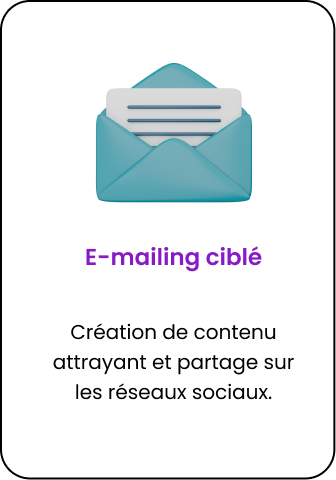 E-mailing ciblé
Création de contenu
attrayant et partage sur
les réseaux sociaux.